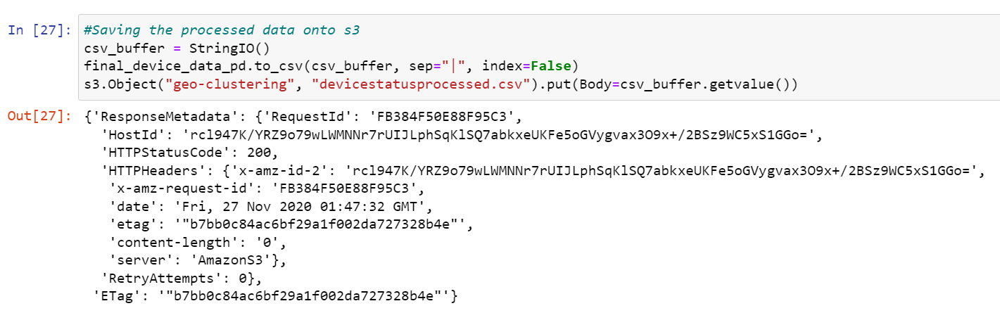 In [27]: #Saving the processed data onto s3
csv_buffer = StringIO()
final_device_data_pd.to_csv(csv_buffer, sep="|", index=False)
s3.Object("geo-clustering", "devicestatusprocessed.csv").put(Body=csv_buffer.getvalue())
Out[27]: {'ResponseMetadata': {'RequestId': 'FB384F50E88F95C3',
'HostId': 'rcl947K/YRZ9o79wLWMNNr7rUIJLphSqKlSQ7abkxeUKFe5oGVygvax3O9x+/2BSz9WC5xS1GGo=',
'HTTPStatusCode': 200,
'HTTPHeaders': {'x-amz-id-2': 'rcl947K/YRZ9o79wLWMNNr7rUIJLphSqKlSQ7abkxeUKFe5oGVygvax3O9x+/2BSz9WC5xS1GGo=',
'x-amz-request-id': 'FB384F50E88F95C3',
'date': 'Fri, 27 Nov 2020 01:47:32 GMT',
'etag': '"b7bb0c84ac6bf29a1f002da727328b4e"',
'content-length': '0',
'server': 'AmazonS3'},
'RetryAttempts': 0},
'ETag': '"b7bb0c84ac6bf29a1f002da727328b4e"'}